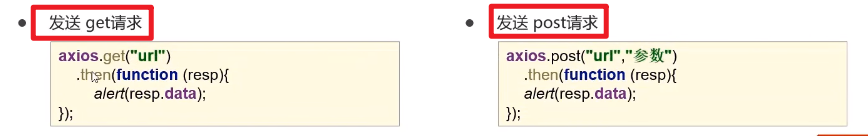 发送 get请求
axios.get("url")
.then(function (resp){
alert(resp.data);
});
发送 post请求
axios.post("url","参数")
.then(function (resp){
alert(resp.data);
});